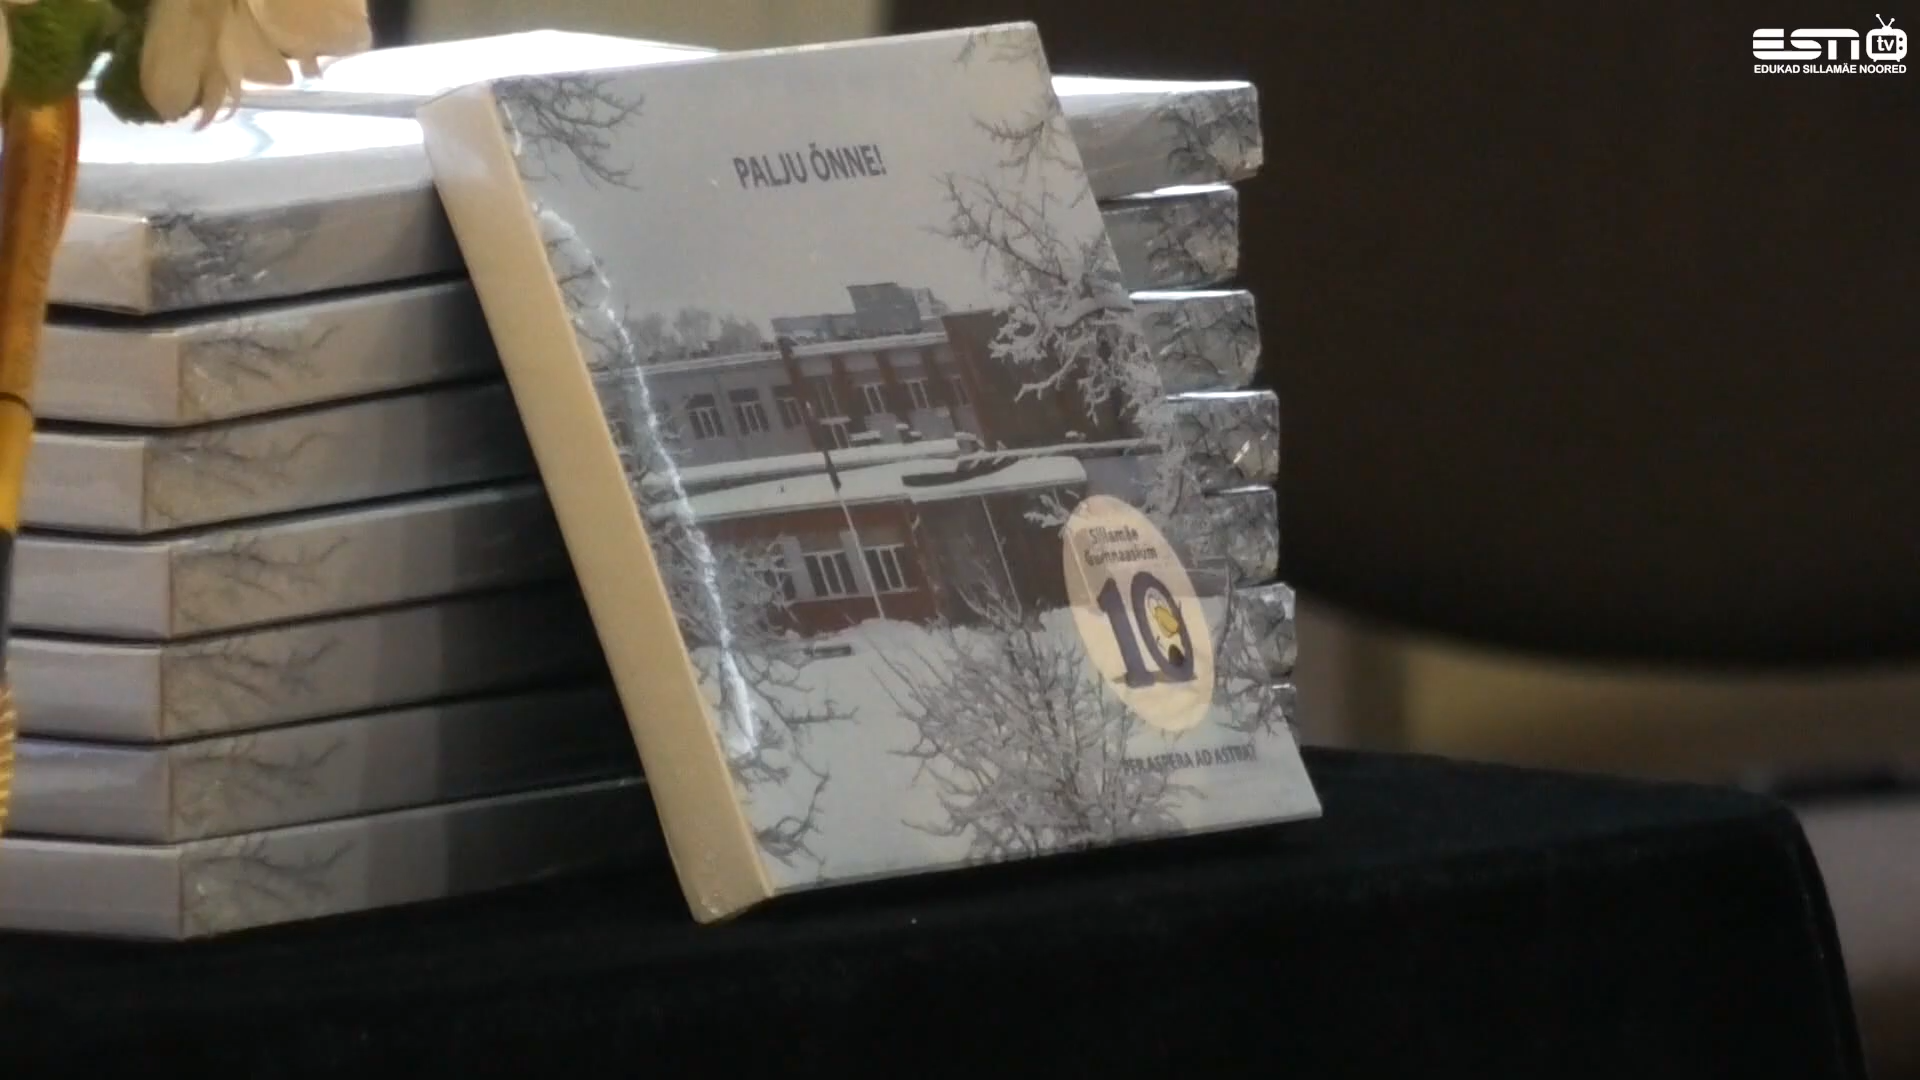 ESN tv
EDUKAD SILLAMÄE NOORED
PALJU ÕNNE!
Sillamäe
Gümnaasium
10
PER ASPERA AD ASTRA?